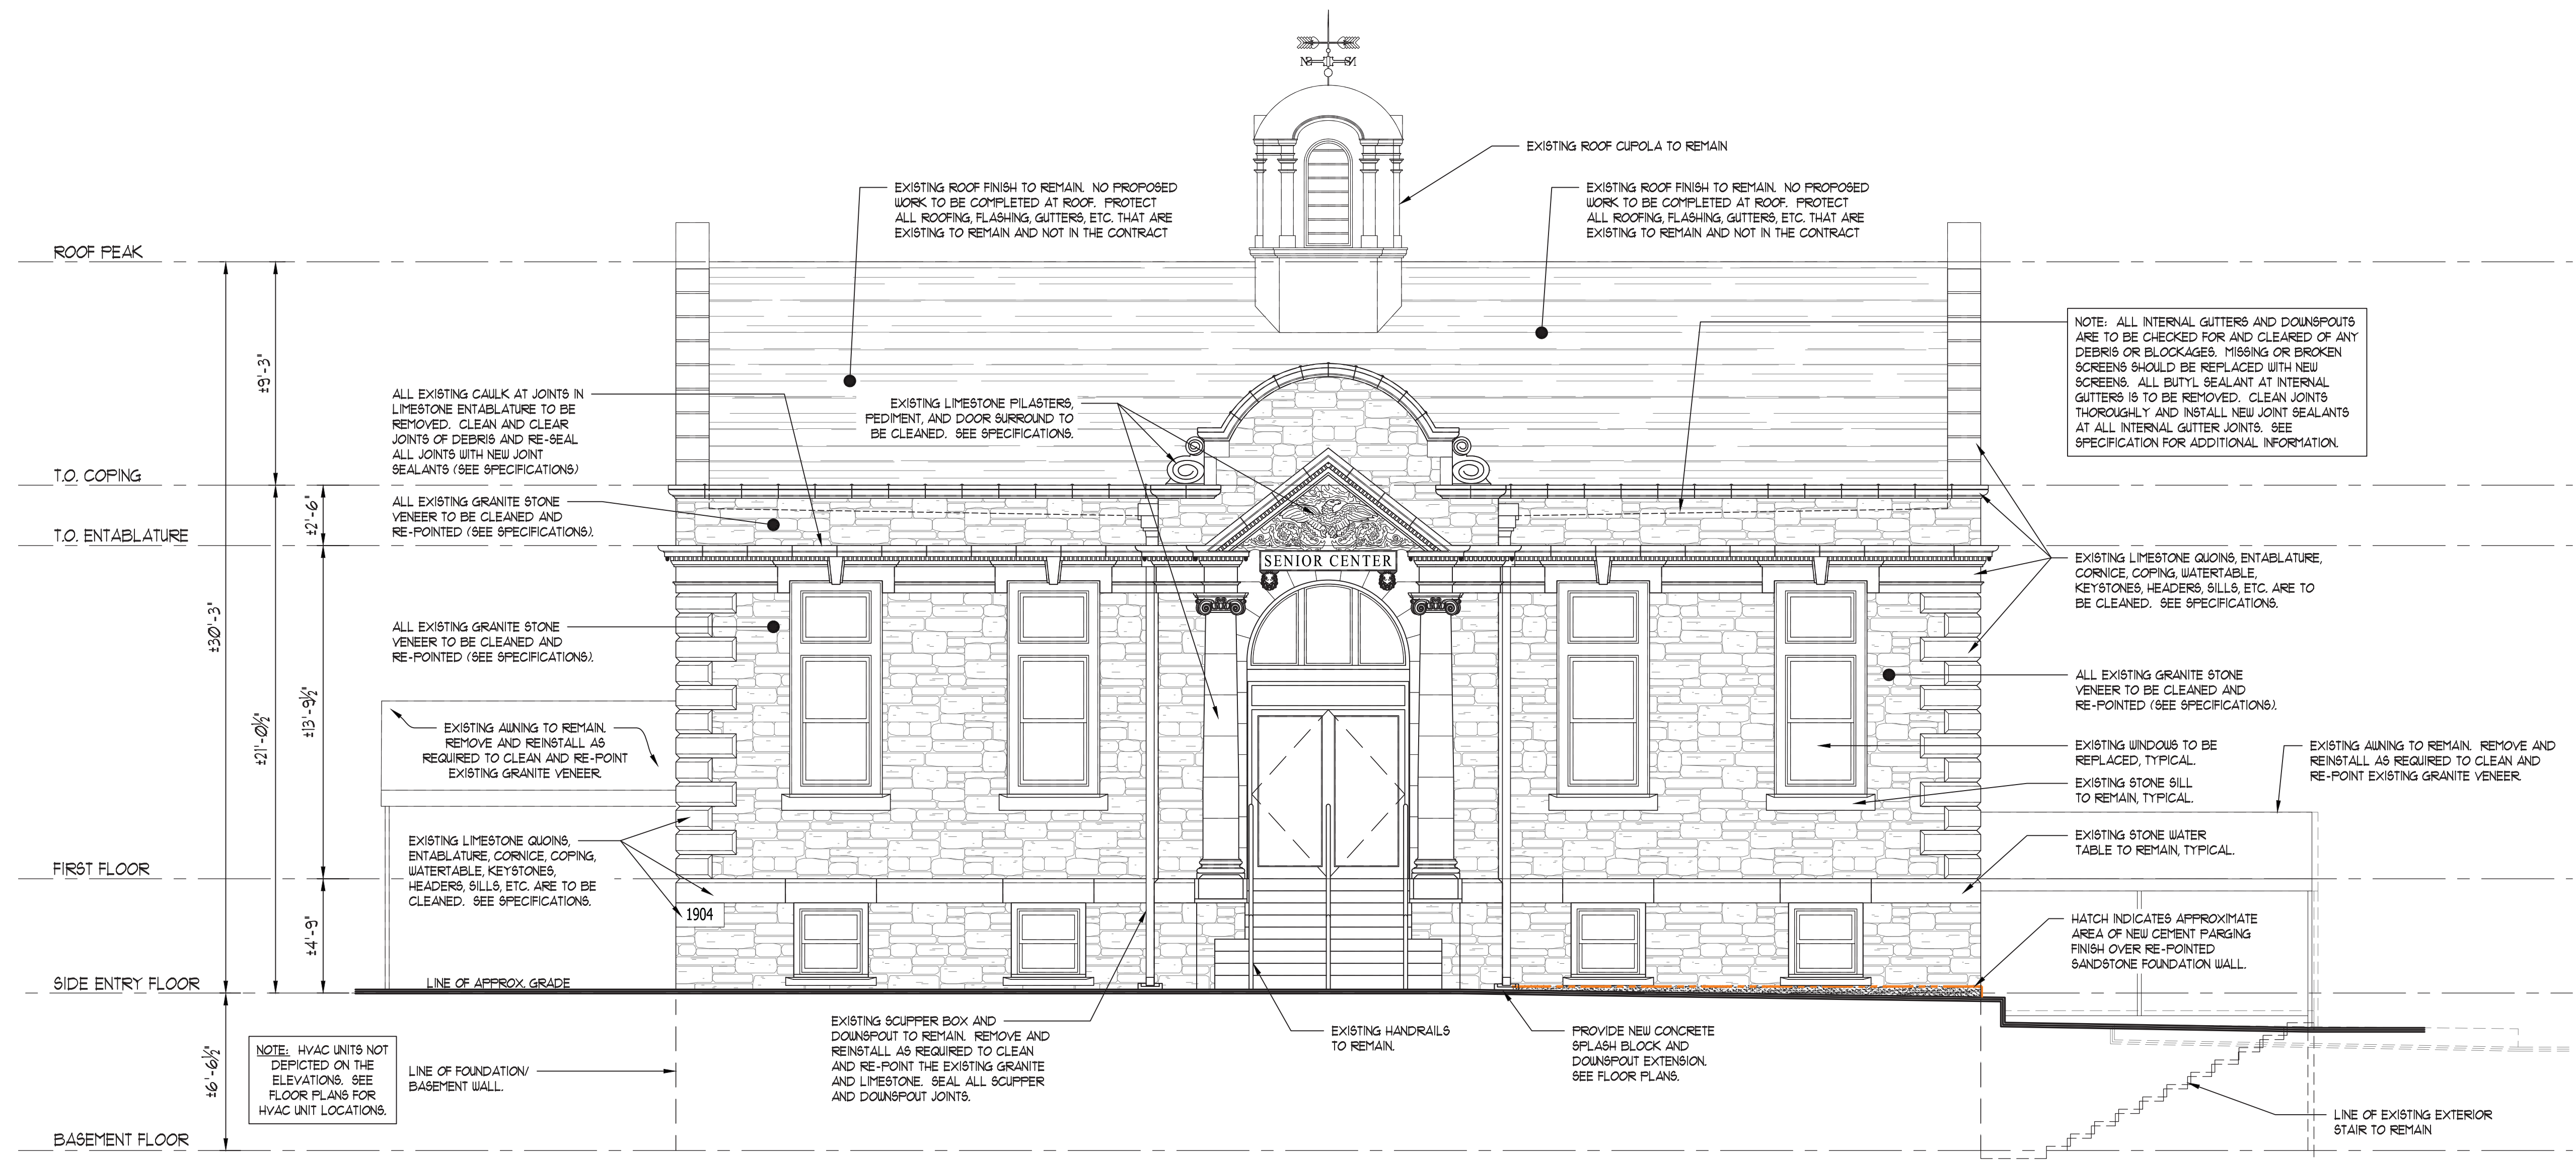 N S
EXISTING ROOF CUPOLA TO REMAIN
EXISTING ROOF FINISH TO REMAIN. NO PROPOSED
WORK TO BE COMPLETED AT ROOF. PROTECT
ALL ROOFING, FLASHING, GUTTERS, ETC. THAT ARE
EXISTING TO REMAIN AND NOT IN THE CONTRACT
EXISTING ROOF FINISH TO REMAIN. NO PROPOSED
WORK TO BE COMPLETED AT ROOF. PROTECT
ALL ROOFING, FLASHING, GUTTERS, ETC. THAT ARE
EXISTING TO REMAIN AND NOT IN THE CONTRACT
ROOF PEAK
T.O. COPING
T.O. ENTABLATURE
FIRST FLOOR
SIDE ENTRY FLOOR
BASEMENT FLOOR
±30'-3"
±9'-3"
±21'-0½"
±2'-6"
±13'-9½"
±4'-9"
±6'-6½"
ALL EXISTING CAULK AT JOINTS IN
LIMESTONE ENTABLATURE TO BE
REMOVED. CLEAN AND CLEAR
JOINTS OF DEBRIS AND RE-SEAL
ALL JOINTS WITH NEW JOINT
SEALANTS (SEE SPECIFICATIONS)
ALL EXISTING GRANITE STONE
VENEER TO BE CLEANED AND
RE-POINTED (SEE SPECIFICATIONS).
ALL EXISTING GRANITE STONE
VENEER TO BE CLEANED AND
RE-POINTED (SEE SPECIFICATIONS).
EXISTING AWNING TO REMAIN.
REMOVE AND REINSTALL AS
REQUIRED TO CLEAN AND RE-POINT
EXISTING GRANITE VENEER.
EXISTING LIMESTONE QUOINS,
ENTABLATURE, CORNICE, COPING,
WATERTABLE, KEYSTONES,
HEADERS, SILLS, ETC. ARE TO BE
CLEANED. SEE SPECIFICATIONS.
1904
LINE OF APPROX. GRADE
NOTE: HVAC UNITS NOT
DEPICTED ON THE
ELEVATIONS. SEE
FLOOR PLANS FOR
HVAC UNIT LOCATIONS.
LINE OF FOUNDATION/
BASEMENT WALL.
EXISTING LIMESTONE PILASTERS,
PEDIMENT, AND DOOR SURROUND TO
BE CLEANED. SEE SPECIFICATIONS.
SENIOR CENTER
EXISTING SCUPPER BOX AND
DOWNSPOUT TO REMAIN. REMOVE AND
REINSTALL AS REQUIRED TO CLEAN
AND RE-POINT THE EXISTING GRANITE
AND LIMESTONE. SEAL ALL SCUPPER
AND DOWNSPOUT JOINTS.
EXISTING HANDRAILS
TO REMAIN.
PROVIDE NEW CONCRETE
SPLASH BLOCK AND
DOWNSPOUT EXTENSION.
SEE FLOOR PLANS.
NOTE: ALL INTERNAL GUTTERS AND DOWNSPOUTS
ARE TO BE CHECKED FOR AND CLEARED OF ANY
DEBRIS OR BLOCKAGES. MISSING OR BROKEN
SCREENS SHOULD BE REPLACED WITH NEW
SCREENS. ALL BUTYL SEALANT AT INTERNAL
GUTTERS IS TO BE REMOVED. CLEAN JOINTS
THOROUGHLY AND INSTALL NEW JOINT SEALANTS
AT ALL INTERNAL GUTTER JOINTS. SEE
SPECIFICATION FOR ADDITIONAL INFORMATION.
EXISTING LIMESTONE QUOINS, ENTABLATURE,
CORNICE, COPING, WATERTABLE,
KEYSTONES, HEADERS, SILLS, ETC. ARE TO
BE CLEANED. SEE SPECIFICATIONS.
ALL EXISTING GRANITE STONE
VENEER TO BE CLEANED AND
RE-POINTED (SEE SPECIFICATIONS).
EXISTING WINDOWS TO BE
REPLACED, TYPICAL.
EXISTING STONE SILL
TO REMAIN, TYPICAL.
EXISTING AWNING TO REMAIN. REMOVE AND
REINSTALL AS REQUIRED TO CLEAN AND
RE-POINT EXISTING GRANITE VENEER.
EXISTING STONE WATER
TABLE TO REMAIN, TYPICAL.
HATCH INDICATES APPROXIMATE
AREA OF NEW CEMENT PARGING
FINISH OVER RE-POINTED
SANDSTONE FOUNDATION WALL.
LINE OF EXISTING EXTERIOR
STAIR TO REMAIN